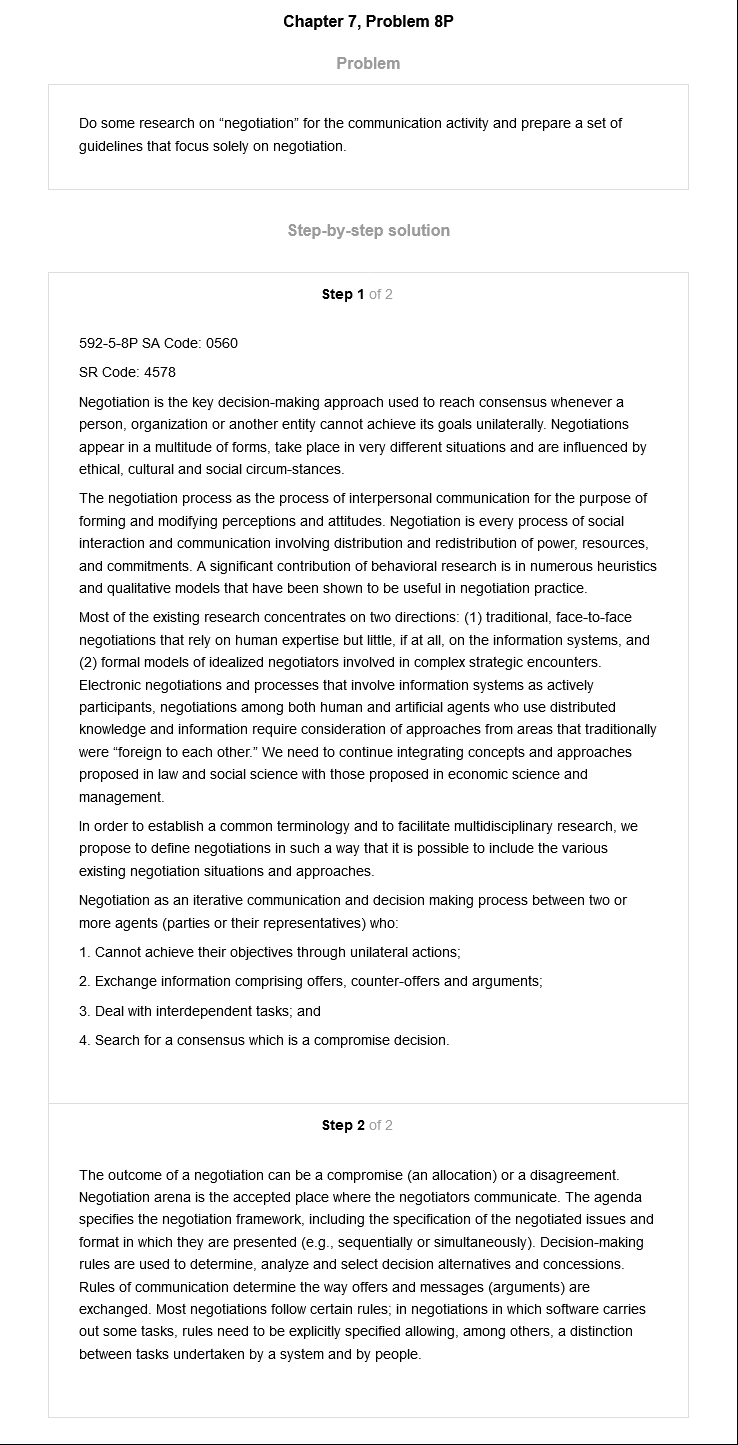 Chapter 7, Problem 8P
Problem
Do some research on “negotiation” for the communication activity and prepare a set of
guidelines that focus solely on negotiation.
Step-by-step solution
Step 1 of 2
592-5-8P SA Code: 0560
SR Code: 4578
Negotiation is the key decision-making approach used to reach consensus whenever a
person, organization or another entity cannot achieve its goals unilaterally. Negotiations
appear in a multitude of forms, take place in very different situations and are influenced by
ethical, cultural and social circum-stances.
The negotiation process as the process of interpersonal communication for the purpose of
forming and modifying perceptions and attitudes. Negotiation is every process of social
interaction and communication involving distribution and redistribution of power, resources,
and commitments. A significant contribution of behavioral research is in numerous heuristics
and qualitative models that have been shown to be useful in negotiation practice.
Most of the existing research concentrates on two directions: (1) traditional, face-to-face
negotiations that rely on human expertise but little, if at all, on the information systems, and
(2) formal models of idealized negotiators involved in complex strategic encounters.
Electronic negotiations and processes that involve information systems as actively
participants, negotiations among both human and artificial agents who use distributed
knowledge and information require consideration of approaches from areas that traditionally
were “foreign to each other.” We need to continue integrating concepts and approaches
proposed in law and social science with those proposed in economic science and
management.
In order to establish a common terminology and to facilitate multidisciplinary research, we
propose to define negotiations in such a way that it is possible to include the various
existing negotiation situations and approaches.
Negotiation as an iterative communication and decision making process between two or
more agents (parties or their representatives) who:
1. Cannot achieve their objectives through unilateral actions;
2. Exchange information comprising offers, counter-offers and arguments;
3. Deal with interdependent tasks; and
4. Search for a consensus which is a compromise decision.
Step 2 of 2
The outcome of a negotiation can be a compromise (an allocation) or a disagreement.
Negotiation arena is the accepted place where the negotiators communicate. The agenda
specifies the negotiation framework, including the specification of the negotiated issues and
format in which they are presented (e.g., sequentially or simultaneously). Decision-making
rules are used to determine, analyze and select decision alternatives and concessions.
Rules of communication determine the way offers and messages (arguments) are
exchanged. Most negotiations follow certain rules; in negotiations in which software carries
out some tasks, rules need to be explicitly specified allowing, among others, a distinction
between tasks undertaken by a system and by people.